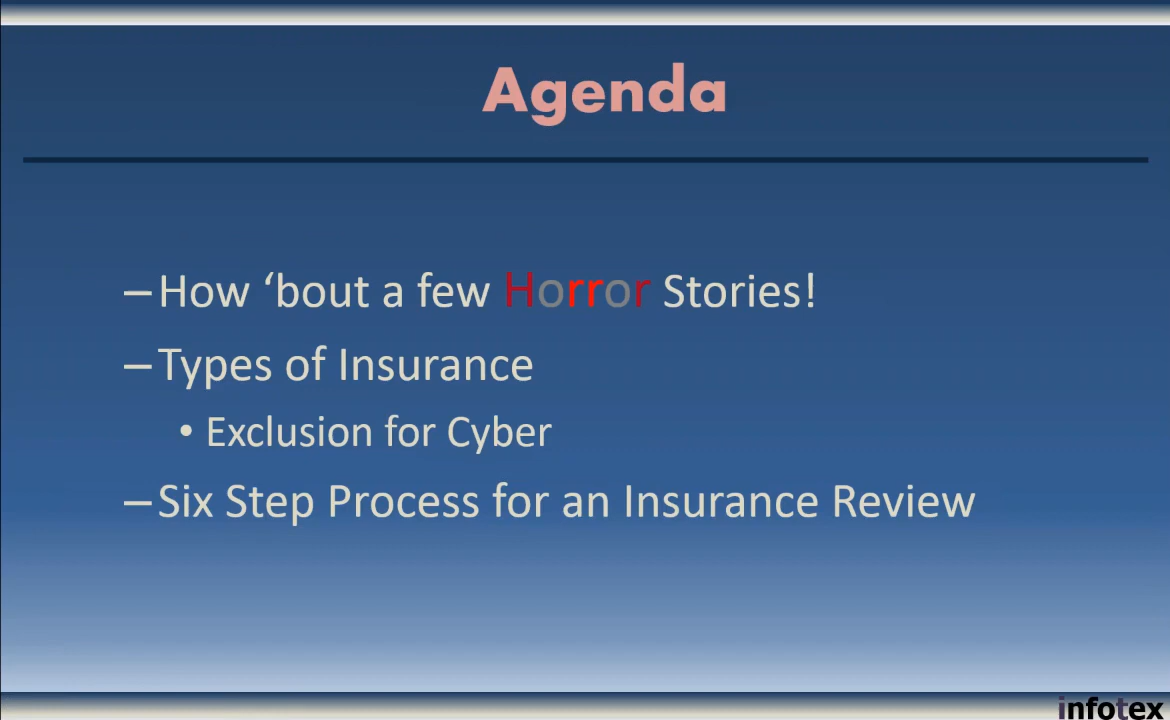 Agenda
–How ‘bout a few Horror Stories!
–Types of Insurance
• Exclusion for Cyber
–Six Step Process for an Insurance Review
infotex